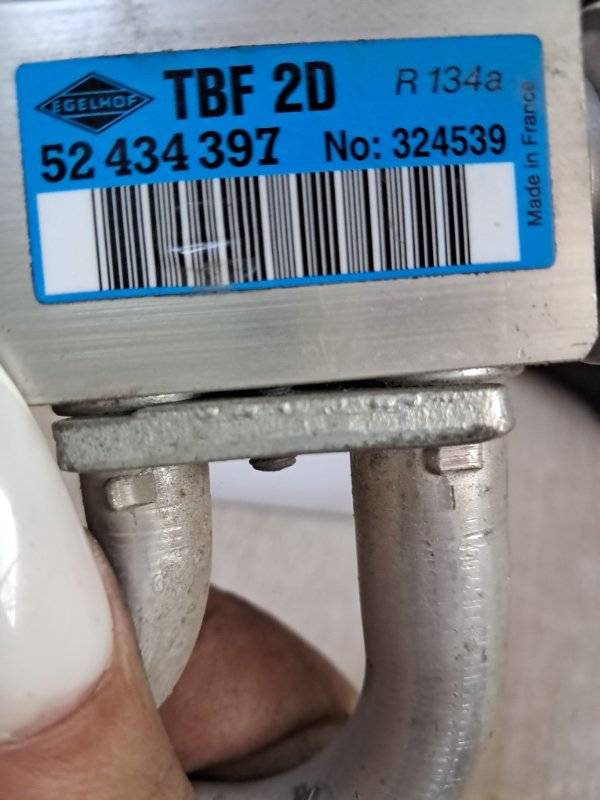 EGELHOF TBF 2D R 134a
52 434 397 No: 324539
Made in France